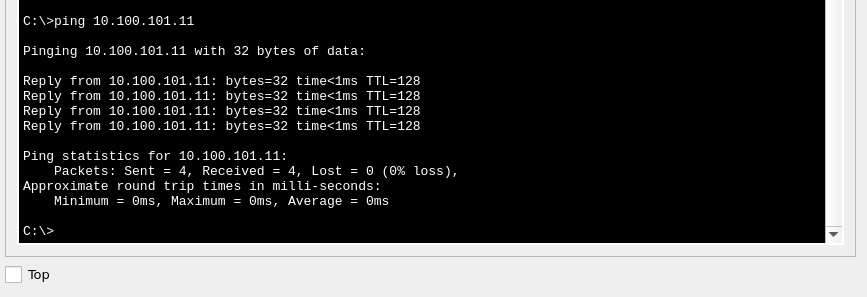 C:\>ping 10.100.101.11
Pinging 10.100.101.11 with 32 bytes of data:
Reply from 10.100.101.11: bytes=32 time<1ms TTL=128
Reply from 10.100.101.11: bytes=32 time<1ms TTL=128
Reply from 10.100.101.11: bytes=32 time<1ms TTL=128
Reply from 10.100.101.11: bytes=32 time<1ms TTL=128
Ping statistics for 10.100.101.11:
    Packets: Sent = 4, Received = 4, Lost = 0 (0% loss),
Approximate round trip times in milli-seconds:
    Minimum = 0ms, Maximum = 0ms, Average = 0ms
C:\>
Top